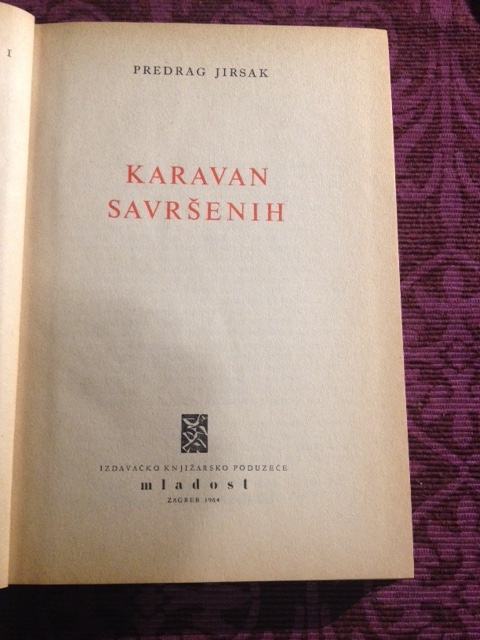 I
PREDRAG JIRSAK
KARAVAN
SAVRŠENIH
IZDAVAČKO KNJIŽARSKO PODUZEĆE
mladost
ZAGREB 1964